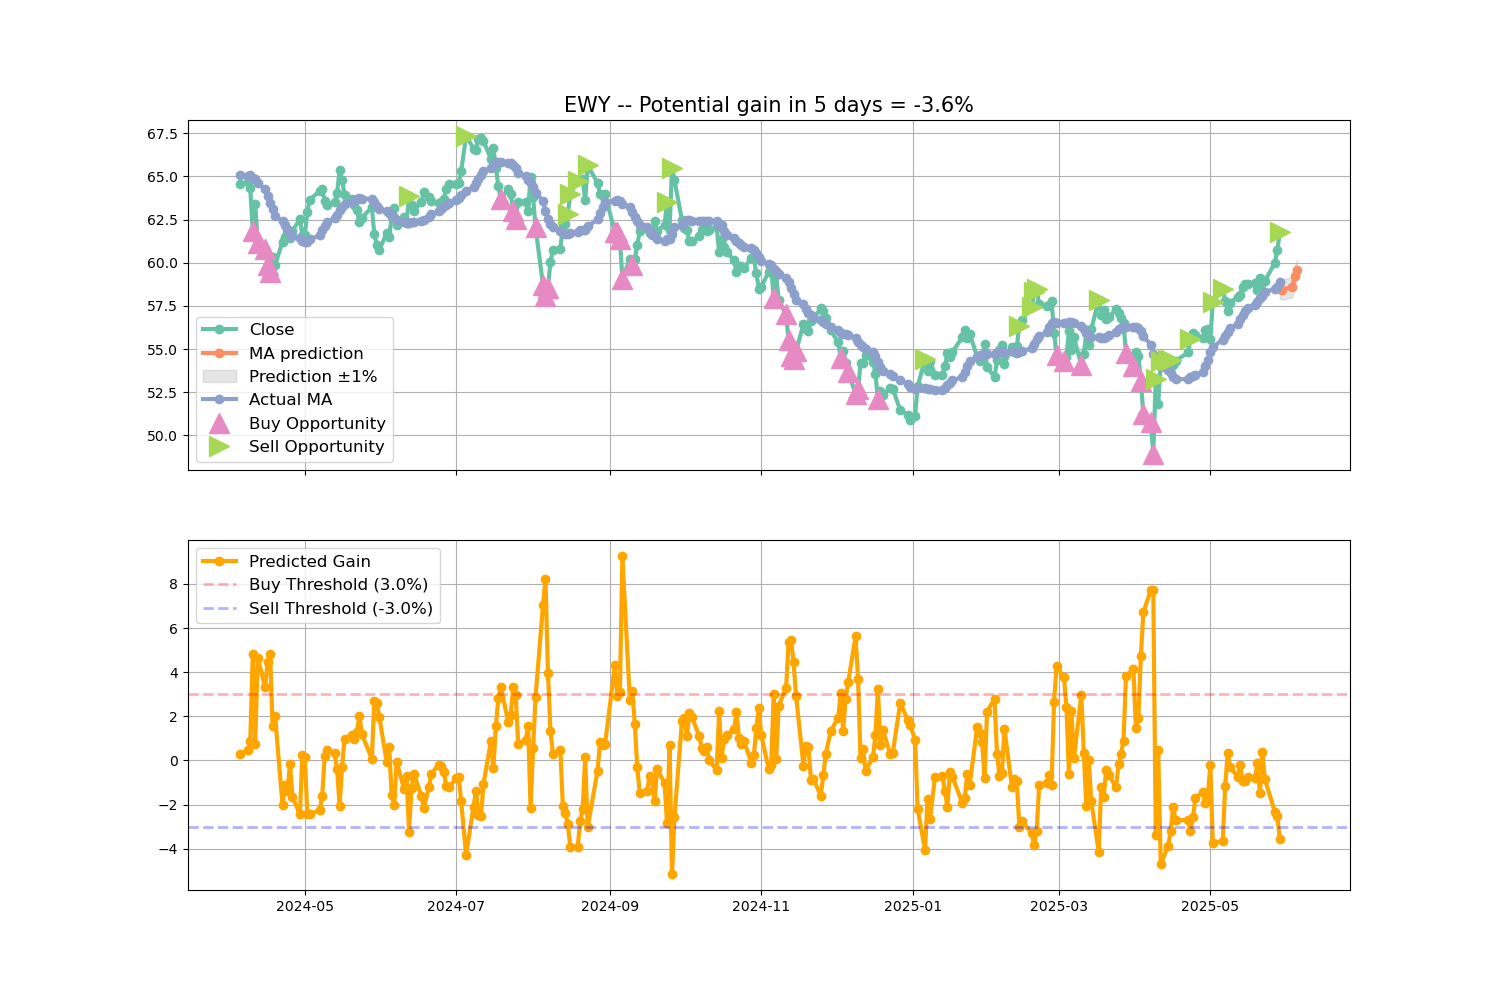 EWY -- Potential gain in 5 days = -3.6%
67.5
65.0
62.5
60.0
57.5
55.0
52.5
50.0
Close
MA prediction
Prediction ±1%
Actual MA
Buy Opportunity
Sell Opportunity
8
6
4
2
0
−2
−4
Predicted Gain
Buy Threshold (3.0%)
Sell Threshold (-3.0%)
2024-05
2024-07
2024-09
2024-11
2025-01
2025-03
2025-05